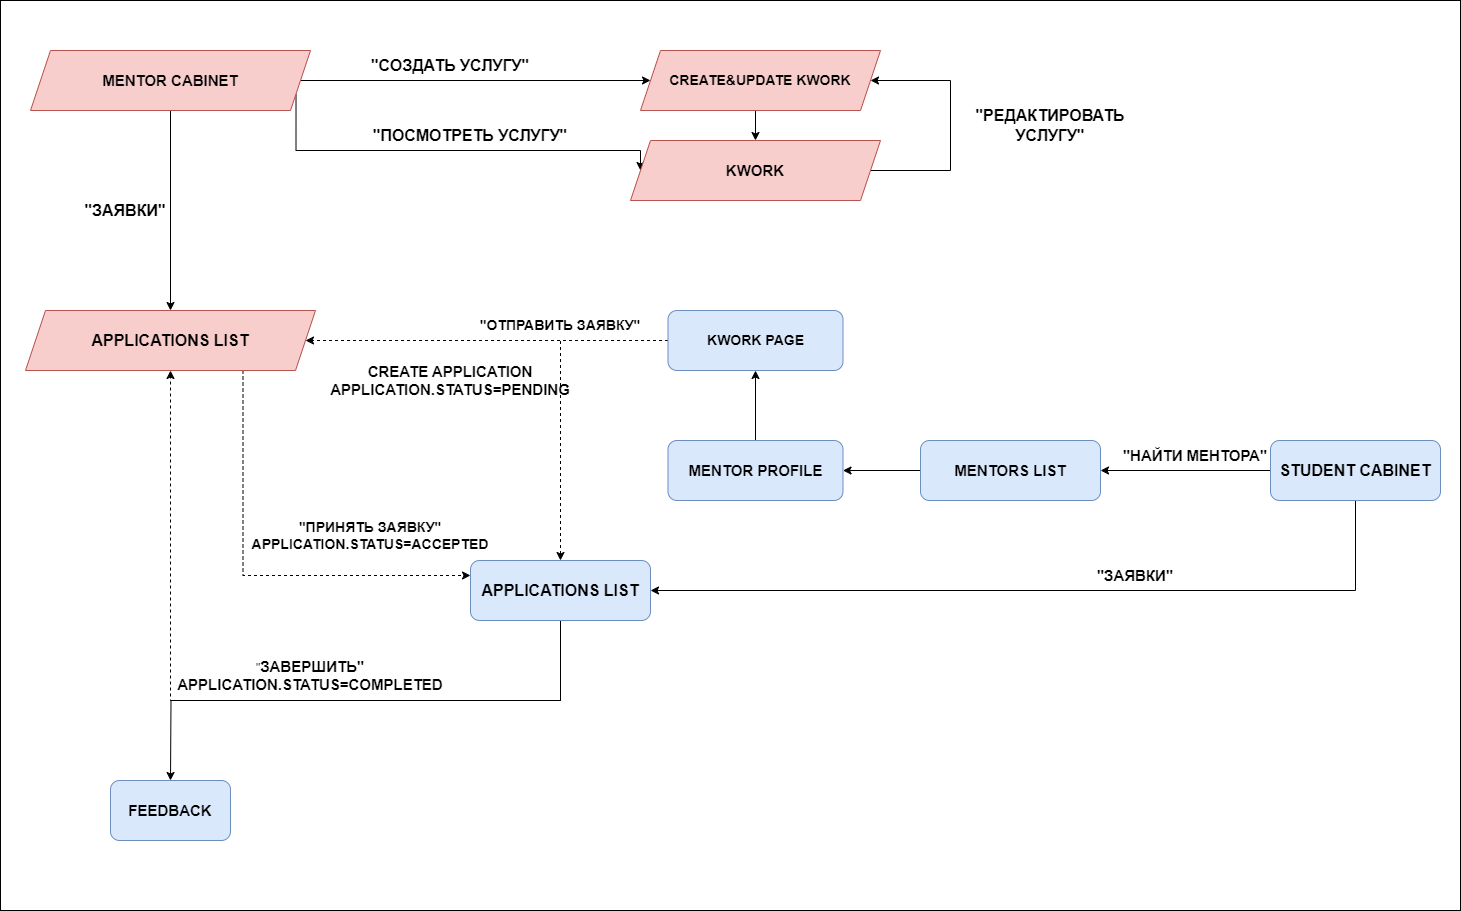 "СОЗДАТЬ УСЛУГУ"
MENTOR CABINET
CREATE&UPDATE KWORK
"РЕДАКТИРОВАТЬ
УСЛУГУ"
"ПОСМОТРЕТЬ УСЛУГУ"
KWORK
"ЗАЯВКИ"
"ОТПРАВИТЬ ЗАЯВКУ"
APPLICATIONS LIST
KWORK PAGE
CREATE APPLICATION
APPLICATION.STATUS=PENDING
"НАЙТИ МЕНТОРА"
MENTOR PROFILE
MENTORS LIST
STUDENT CABINET
"ПРИНЯТЬ ЗАЯВКУ"
APPLICATION.STATUS=ACCEPTED
"ЗАЯВКИ"
APPLICATIONS LIST
"ЗАВЕРШИТЬ"
APPLICATION.STATUS=COMPLETED
FEEDBACK